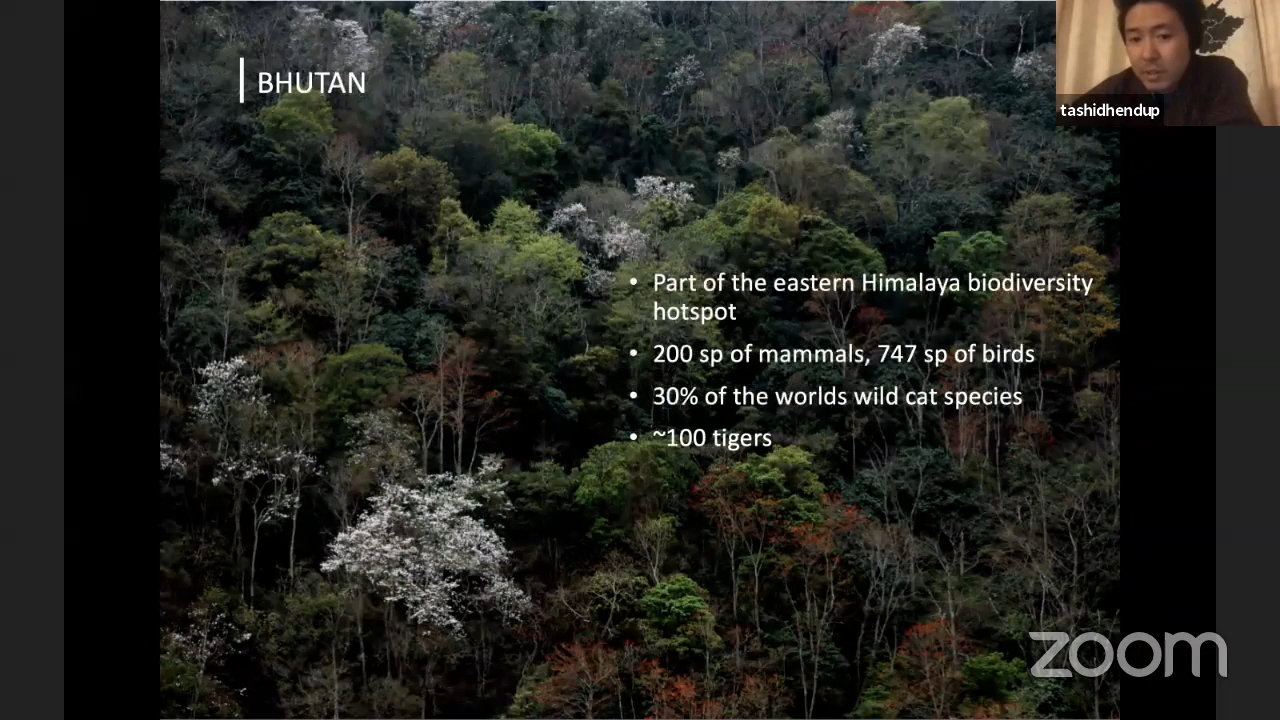 BHUTAN
tashidhendup
• Part of the eastern Himalaya biodiversity
hotspot
• 200 sp of mammals, 747 sp of birds
• 30% of the worlds wild cat species
• ~100 tigers
zoom